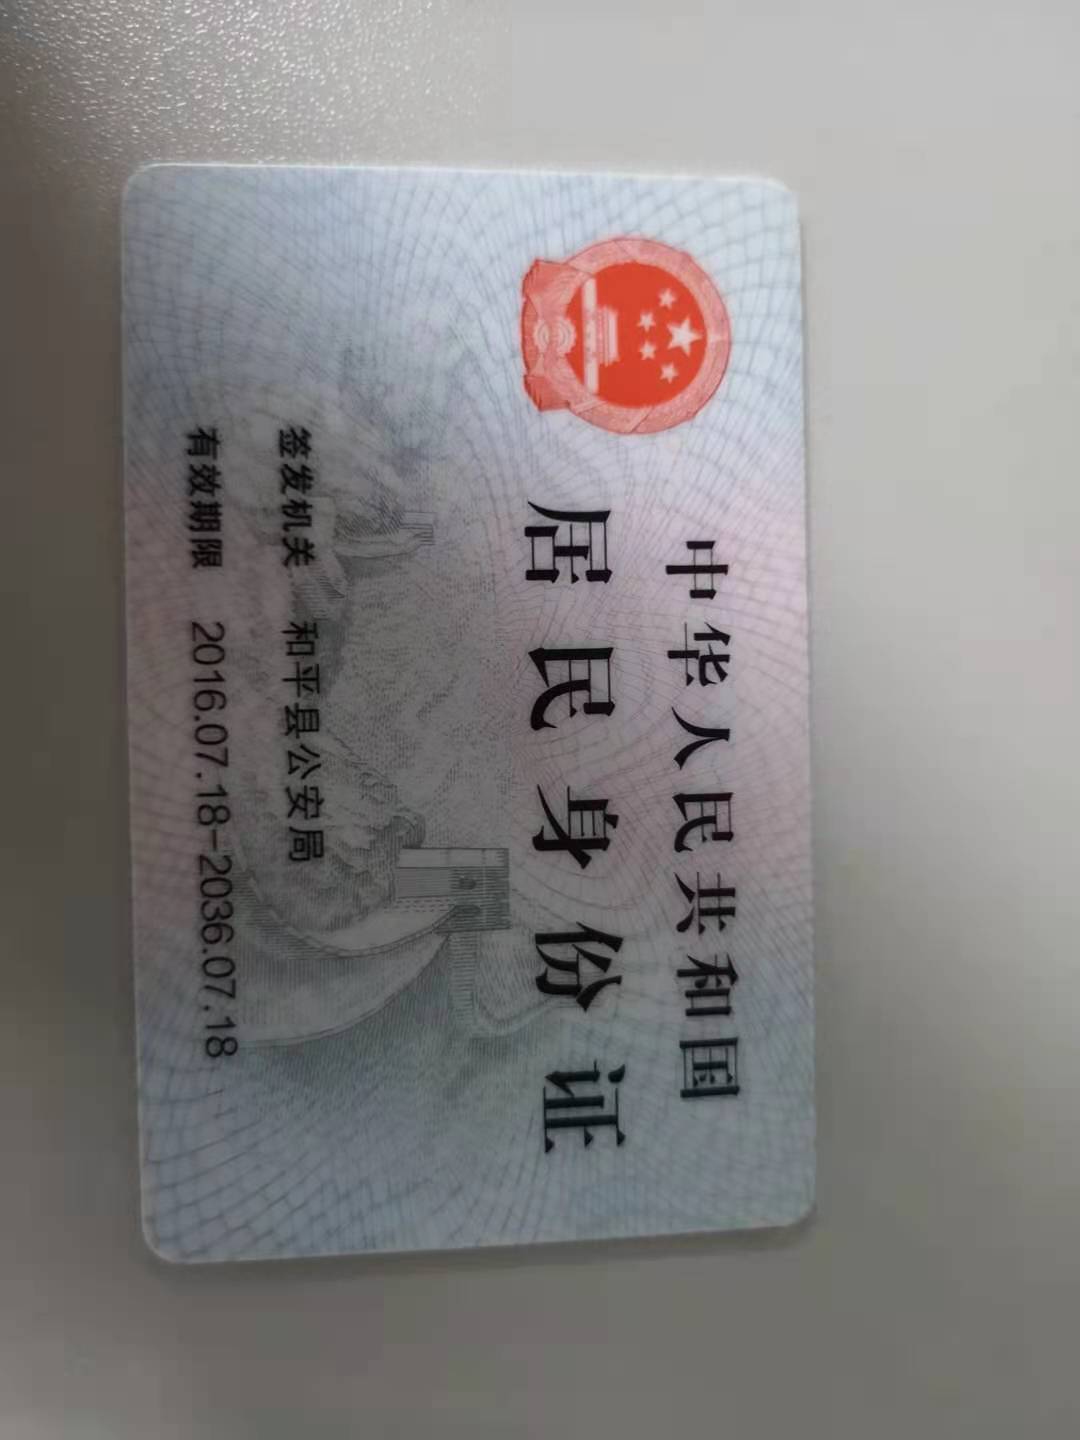 中华人民共和国
居民身份证
签发机关 和平县公安局
有效期限 2016.07.18-2036.07.18